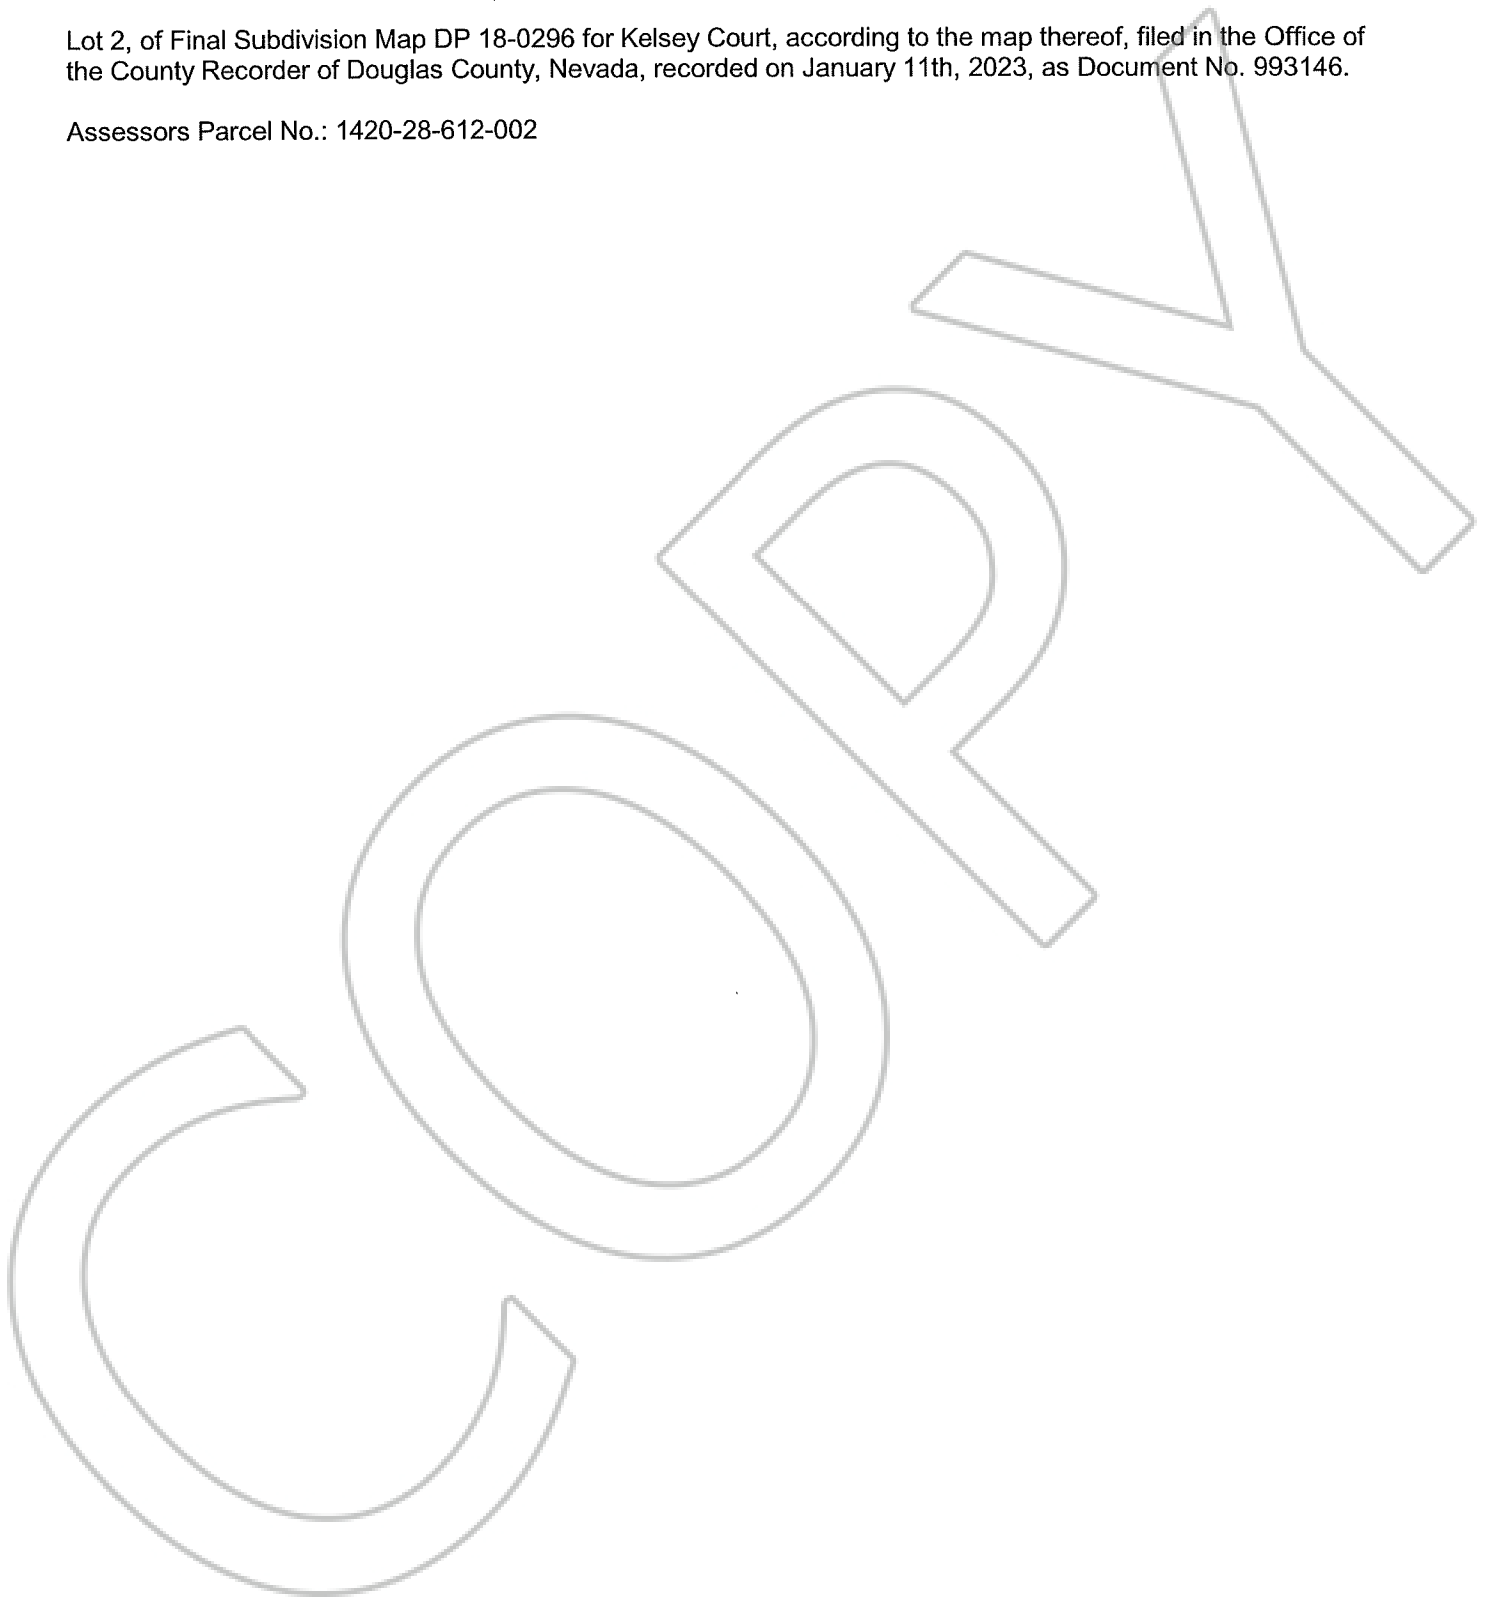 Lot 2, of Final Subdivision Map DP 18-0296 for Kelsey Court, according to the map thereof, filed in the Office of
the County Recorder of Douglas County, Nevada, recorded on January 11th, 2023, as Document No. 993146.
Assessors Parcel No.: 1420-28-612-002
COPY